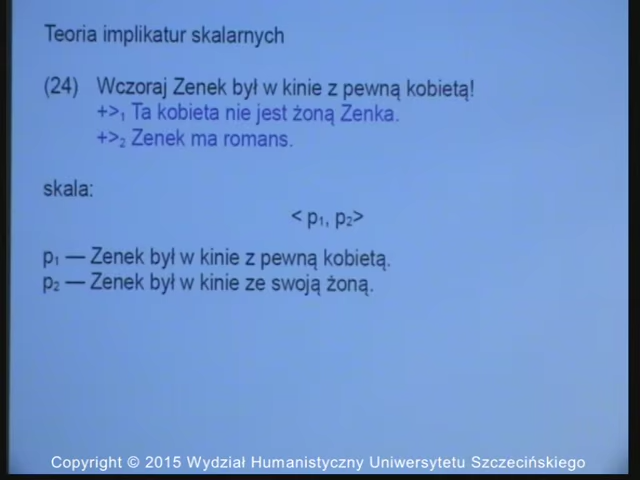 Teoria implikatur skalarnych
(24) Wczoraj Zenek był w kinie z pewną kobietą!
+>₁ Ta kobieta nie jest żoną Zenka.
+>₂ Zenek ma romans.
skala:
< p₁, p₂>
p₁ — Zenek był w kinie z pewną kobietą.
p₂ — Zenek był w kinie ze swoją żoną.
Copyright © 2015 Wydział Humanistyczny Uniwersytetu Szczecińskiego